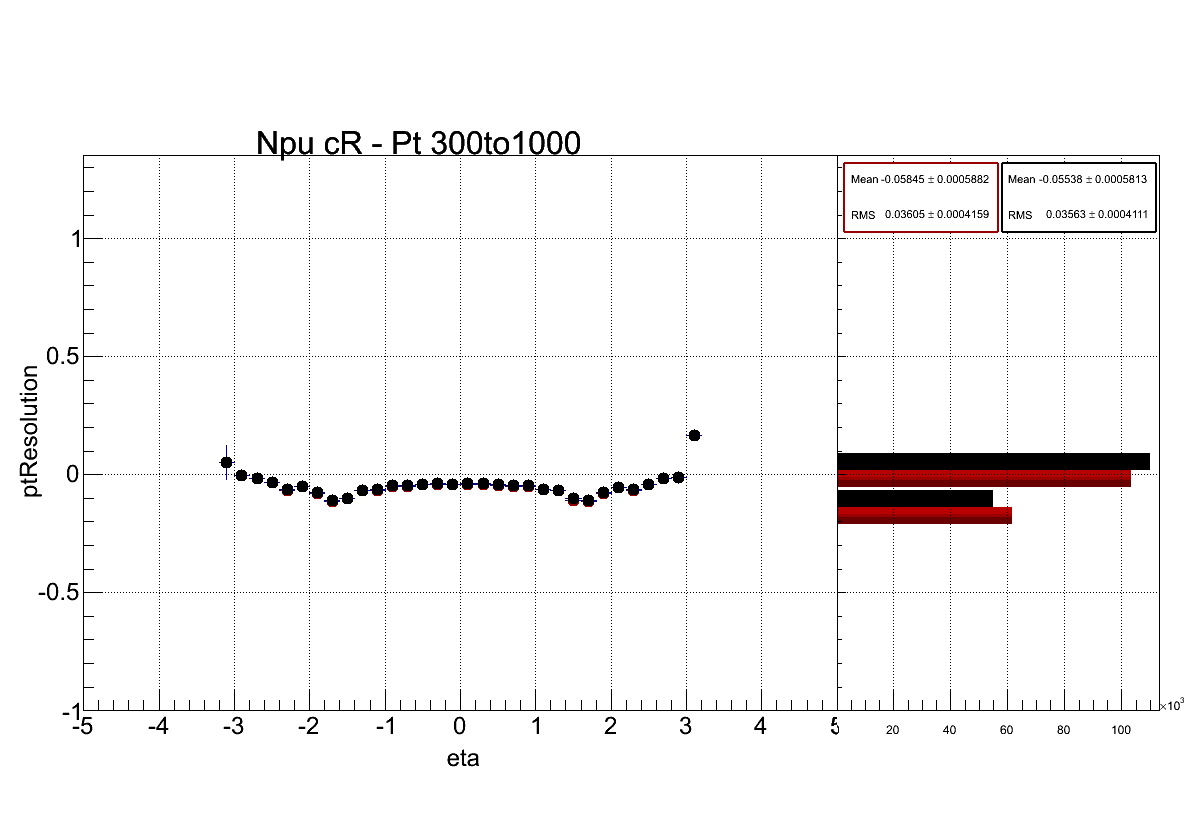 Npu cR - Pt 300to1000
Mean -0.05845 ± 0.0005882
RMS 0.03605 ± 0.0004159
Mean -0.05538 ± 0.0005813
RMS 0.03563 ± 0.0004111
ptResolution
1
0.5
0
-0.5
-1
-5 -4 -3 -2 -1 0 1 2 3 4
eta
20 40 60 80 100
×10³